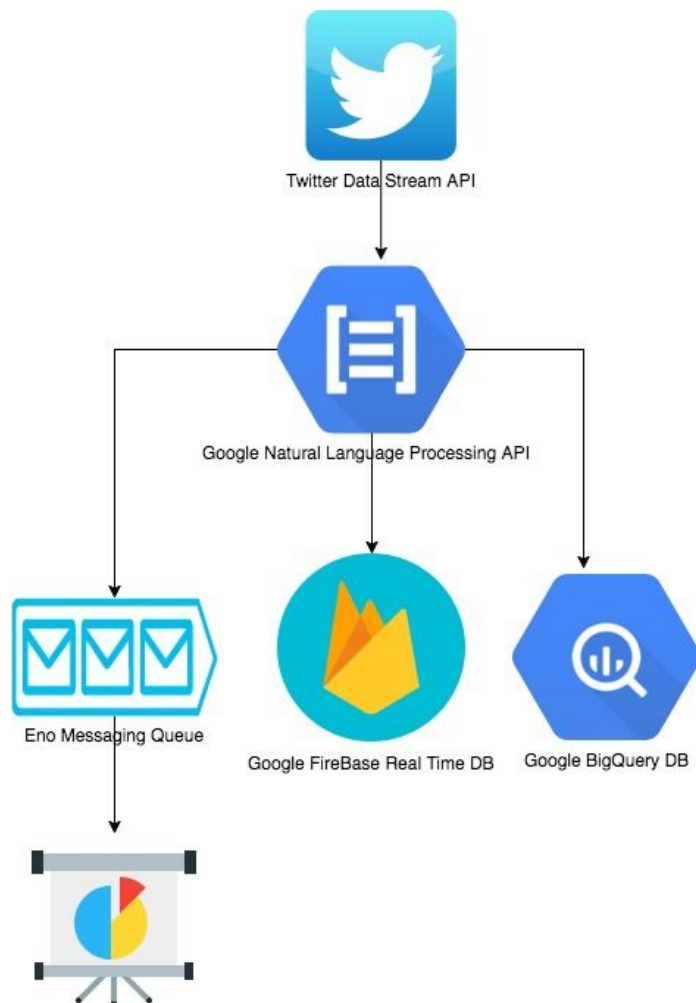 Twitter Data Stream API
Google Natural Language Processing API
Eno Messaging Queue
Google FireBase Real Time DB
Google BigQuery DB